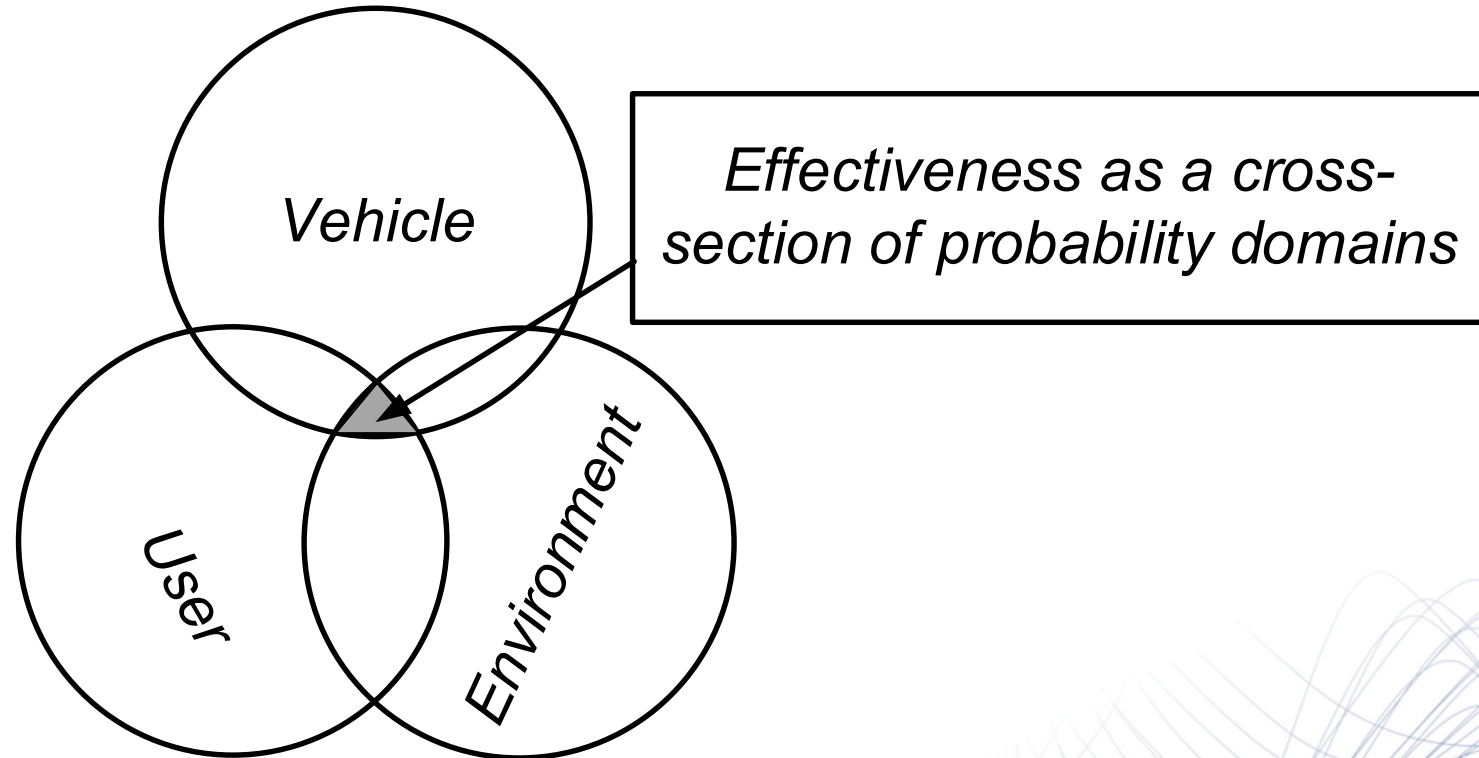 Vehicle
Effectiveness as a cross-
section of probability domains
User
Environment